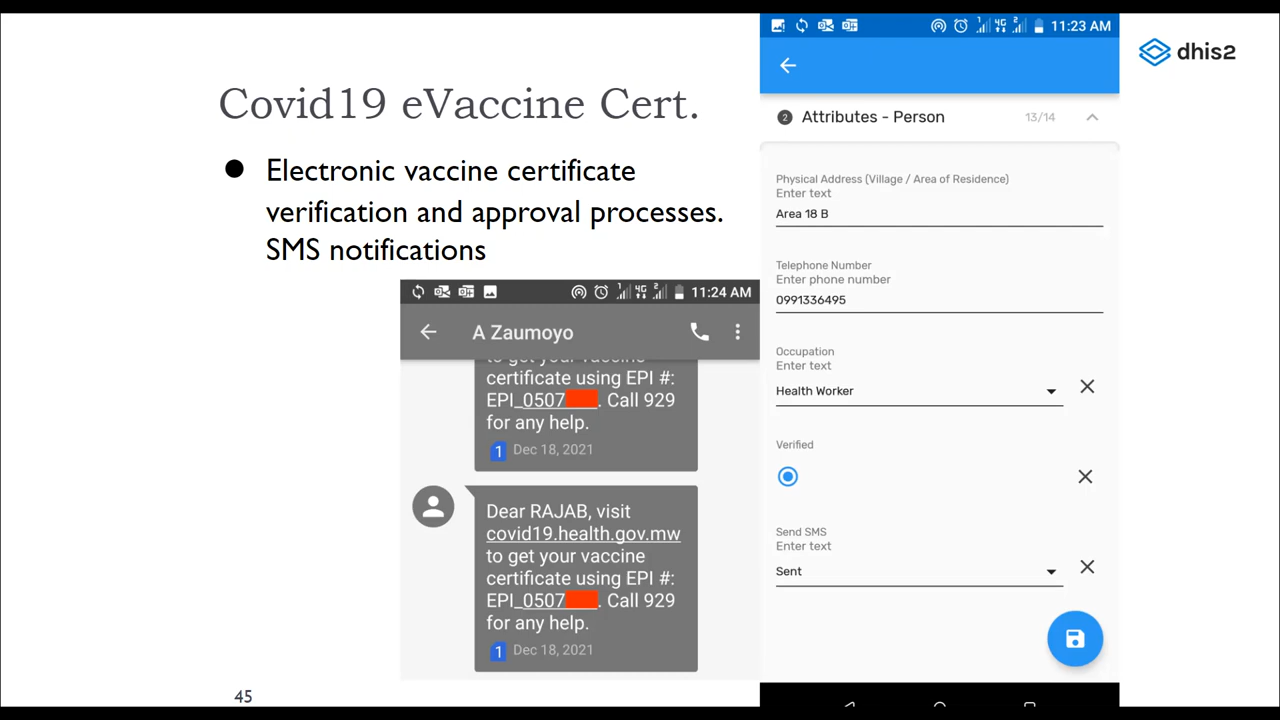 Covid19 eVaccine Cert.
● Electronic vaccine certificate
verification and approval processes.
SMS notifications
11:24 AM
A Zaumoyo
to get your vaccine
certificate using EPI #:
EPI_0507 . Call 929
for any help.
1 Dec 18, 2021
Dear RAJAB, visit
covid19.health.gov.mw
to get your vaccine
certificate using EPI #:
EPI_0507 . Call 929
for any help.
1 Dec 18, 2021
45
11:23 AM
2 Attributes - Person 13/14
Physical Address (Village / Area of Residence)
Enter text
Area 18 B
Telephone Number
Enter phone number
0991336495
Occupation
Enter text
Health Worker
Verified
Send SMS
Enter text
Sent
dhis2